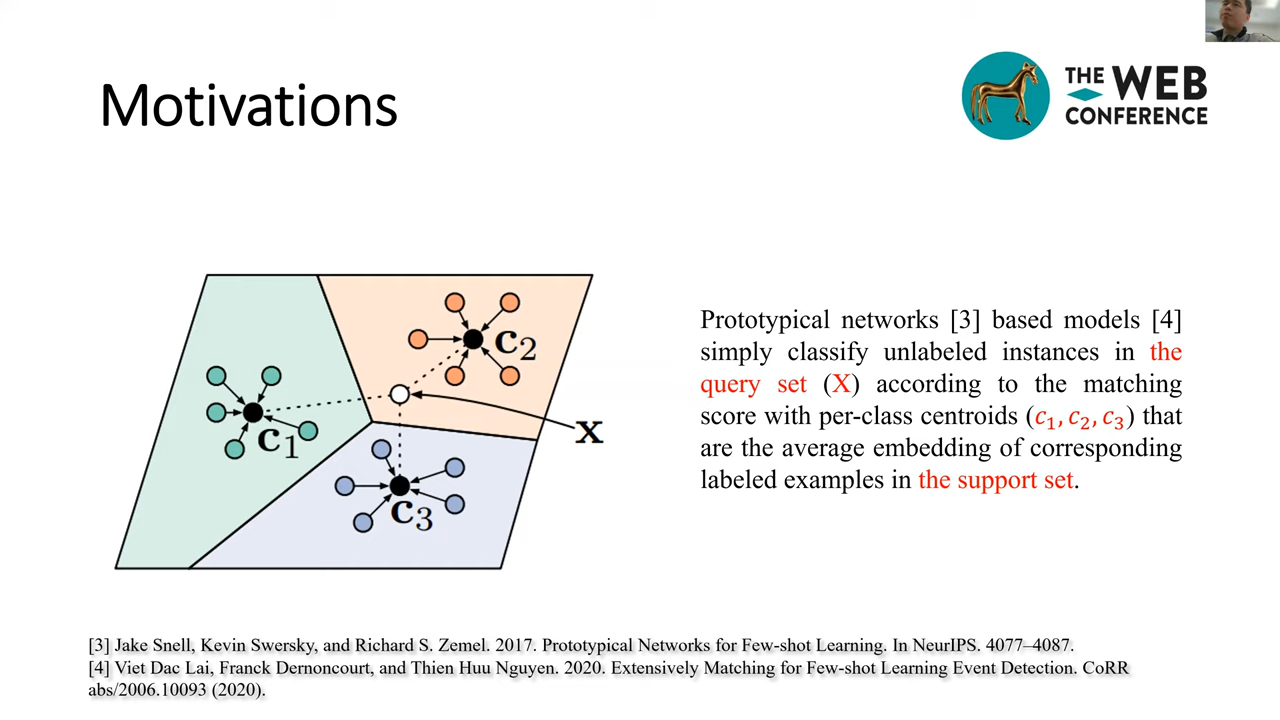 THE WEB
CONFERENCE
Motivations
c2
c1
x
c3
Prototypical networks [3] based models [4]
simply classify unlabeled instances in the
query set (X) according to the matching
score with per-class centroids (c1, c2, c3) that
are the average embedding of corresponding
labeled examples in the support set.
[3] Jake Snell, Kevin Swersky, and Richard S. Zemel. 2017. Prototypical Networks for Few-shot Learning. In NeurIPS. 4077–4087.
[4] Viet Dac Lai, Franck Dernoncourt, and Thien Huu Nguyen. 2020. Extensively Matching for Few-shot Learning Event Detection. CoRR
abs/2006.10093 (2020).